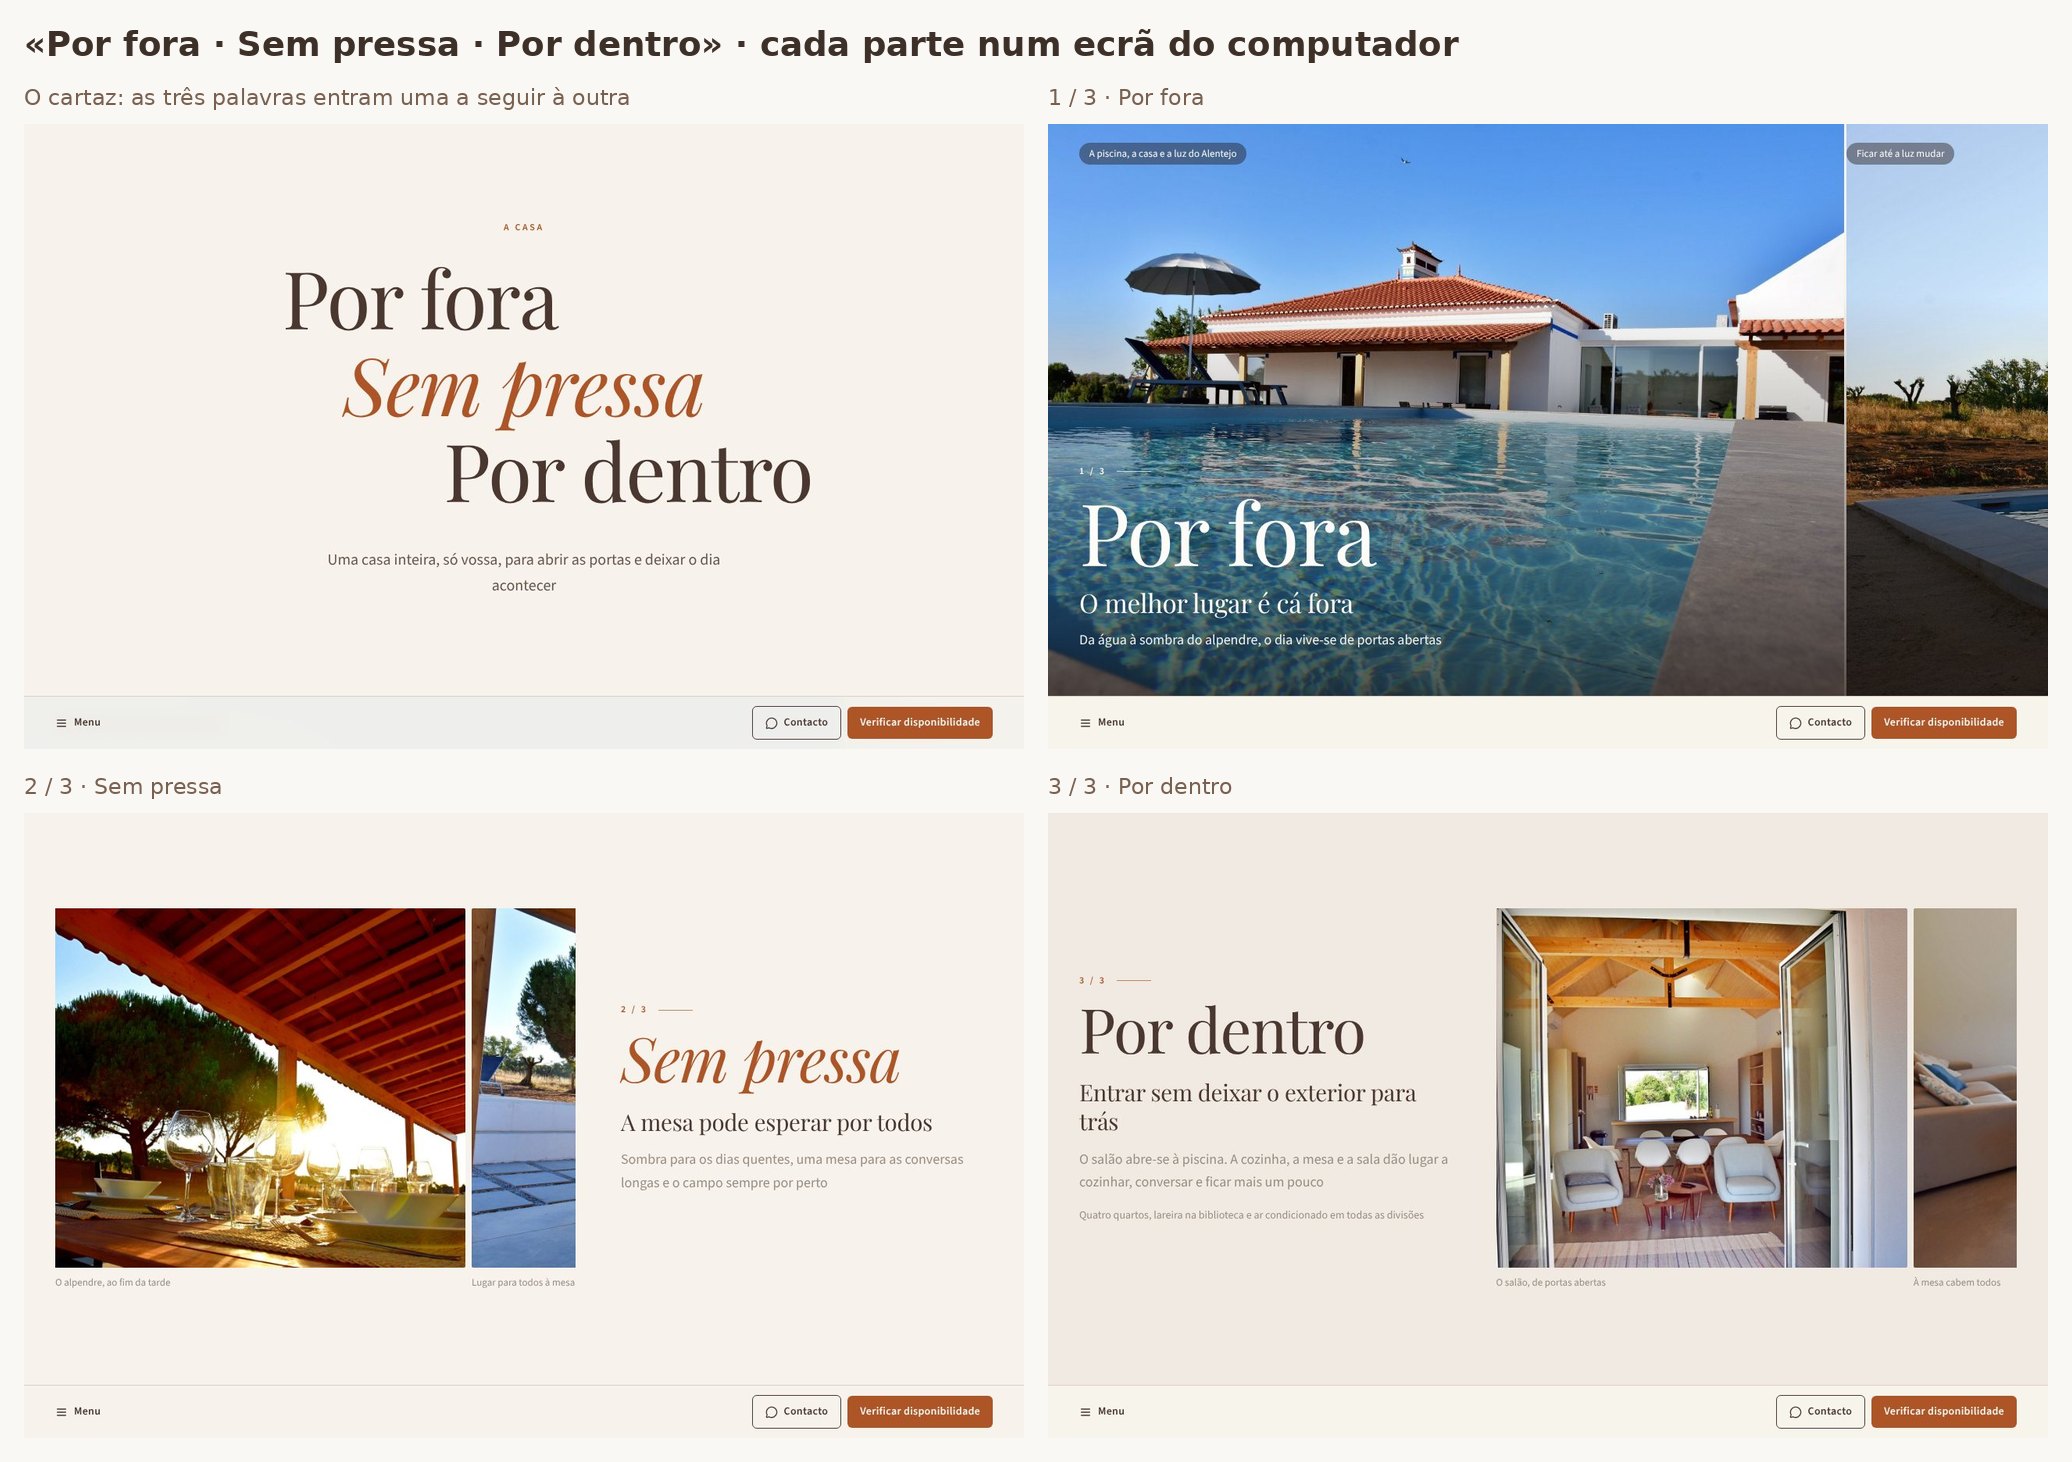 «Por fora · Sem pressa · Por dentro» · cada parte num ecrã do computador
O cartaz: as três palavras entram uma a seguir à outra
A CASA
Por fora
Sem pressa
Por dentro
Uma casa inteira, só vossa, para abrir as portas e deixar o dia
acontecer
Menu
Contacto
Verificar disponibilidade
1 / 3 · Por fora
A piscina, a casa e a luz do Alentejo
Ficar até a luz mudar
1 / 3
Por fora
O melhor lugar é cá fora
Da água à sombra do alpendre, o dia vive-se de portas abertas
Menu
Contacto
Verificar disponibilidade
2 / 3 · Sem pressa
O alpendre, ao fim da tarde
Lugar para todos à mesa
2 / 3
Sem pressa
A mesa pode esperar por todos
Sombra para os dias quentes, uma mesa para as conversas
longas e o campo sempre por perto
Menu
Contacto
Verificar disponibilidade
3 / 3 · Por dentro
3 / 3
Por dentro
Entrar sem deixar o exterior para
trás
O salão abre-se à piscina. A cozinha, a mesa e a sala dão lugar a
cozinhar, conversar e ficar mais um pouco
Quatro quartos, lareira na biblioteca e ar condicionado em todas as divisões
O salão, de portas abertas
À mesa cabem todos
Menu
Contacto
Verificar disponibilidade